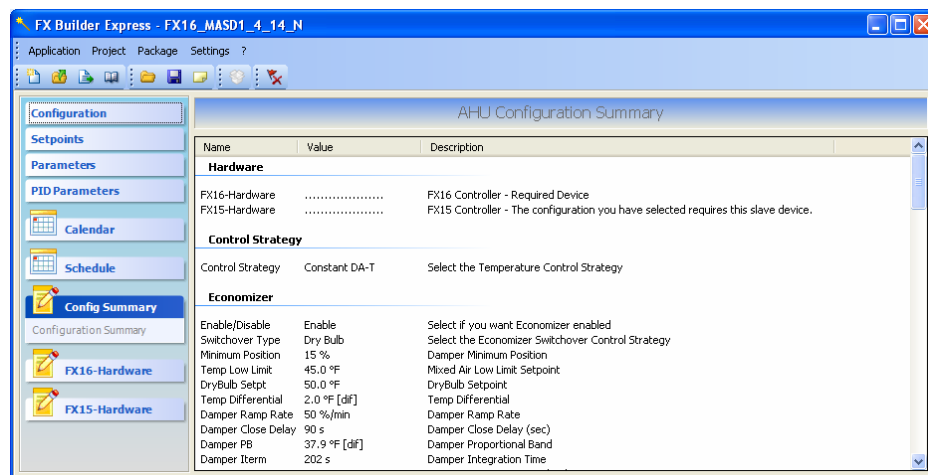 FX Builder Express - FX16_MASD1_4_14_N
Application Project Package Settings ?
Configuration
Setpoints
Parameters
PID Parameters
Calendar
Schedule
Config Summary
Configuration Summary
FX16-Hardware
FX15-Hardware
AHU Configuration Summary
Name Value Description
Hardware
FX16-Hardware .................... FX16 Controller - Required Device
FX15-Hardware .................... FX15 Controller - The configuration you have selected requires this slave device.
Control Strategy
Control Strategy Constant DA-T Select the Temperature Control Strategy
Economizer
Enable/Disable Enable Select if you want Economizer enabled
Switchover Type Dry Bulb Select the Economizer Switchover Control Strategy
Minimum Position 15 % Damper Minimum Position
Temp Low Limit 45.0 ºF Mixed Air Low Limit Setpoint
DryBulb Setpt 50.0 ºF DryBulb Setpoint
Temp Differential 2.0 ºF [dif] Temp Differential
Damper Ramp Rate 50 %/min Damper Ramp Rate
Damper Close Delay 90 s Damper Close Delay (sec)
Damper PB 37.9 ºF [dif] Damper Proportional Band
Damper Iterm 202 s Damper Integration Time